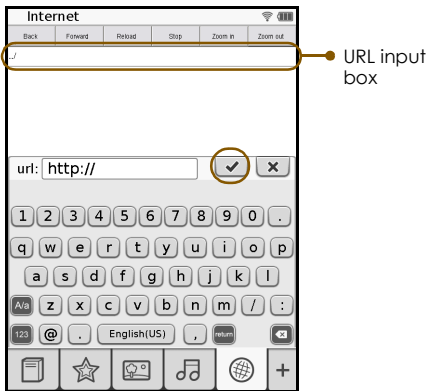 Internet
Back Forward Reload Stop Zoom in Zoom out
../
URL input
box
url: http://
1 2 3 4 5 6 7 8 9 0 .
q w e r t y u i o p
a s d f g h j k l
A/a z x c v b n m / :
123 @ . English(US) , return